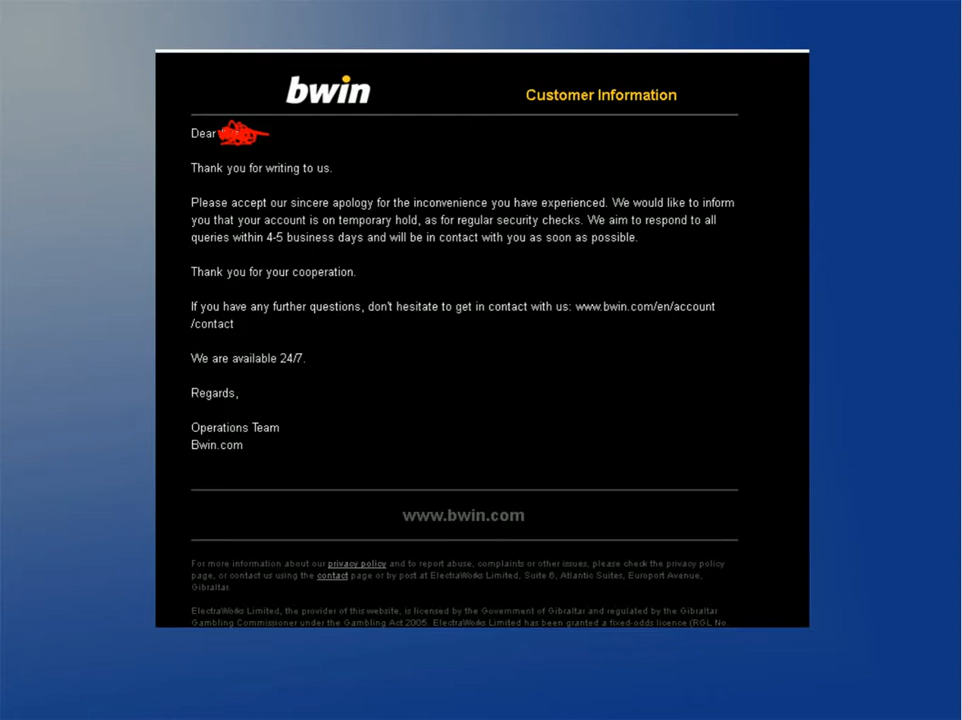 bwin
Customer Information
Dear
Thank you for writing to us.
Please accept our sincere apology for the inconvenience you have experienced. We would like to inform
you that your account is on temporary hold, as for regular security checks. We aim to respond to all
queries within 4-5 business days and will be in contact with you as soon as possible.
Thank you for your cooperation.
If you have any further questions, don't hesitate to get in contact with us: www.bwin.com/en/account
/contact
We are available 24/7.
Regards,
Operations Team
Bwin.com
www.bwin.com
For more information about our privacy policy and to report abuse, complaints or other issues, please check the privacy policy
page, or contact us using the contact page or by post at ElectraWorks Limited, Suite 6, Atlantic Suites, Europort Avenue,
Gibraltar.
ElectraWorks Limited, the provider of this website, is licensed by the Government of Gibraltar and regulated by the Gibraltar
Gambling Commissioner under the Gambling Act 2005. ElectraWorks Limited has been granted a fixed-odds licence (RGL No.